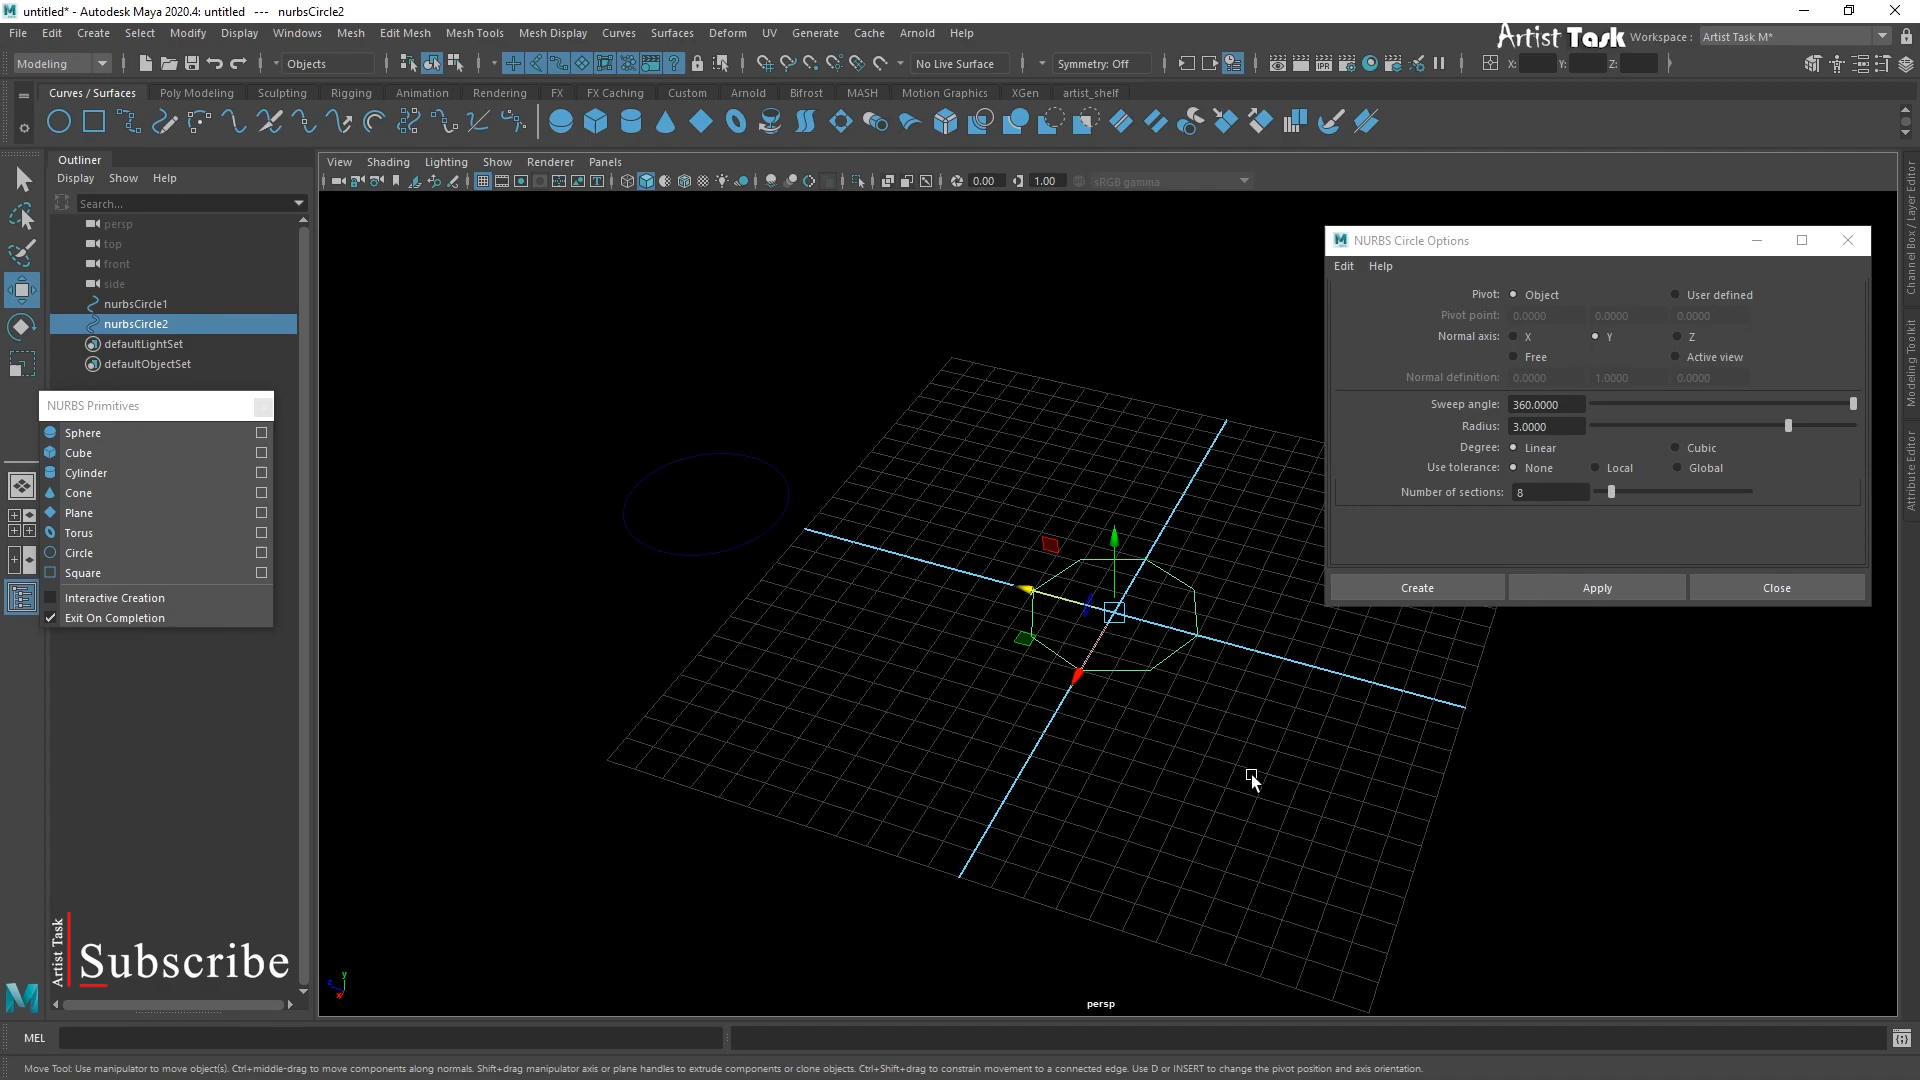 untitled* - Autodesk Maya 2020.4: untitled --- nurbsCircle2
File Edit Create Select Modify Display Windows Mesh Edit Mesh Mesh Tools Mesh Display Curves Surfaces Deform UV Generate Cache Arnold Help
Artist Task
Workspace : Artist Task M*
Modeling Objects No Live Surface Symmetry: Off IPR X: Y: Z:
Curves / Surfaces Poly Modeling Sculpting Rigging Animation Rendering FX FX Caching Custom Arnold Bifrost MASH Motion Graphics XGen artist_shelf
Outliner
Display Show Help
Search...
persp
top
front
side
nurbsCircle1
nurbsCircle2
defaultLightSet
defaultObjectSet
NURBS Primitives
Sphere
Cube
Cylinder
Cone
Plane
Torus
Circle
Square
Interactive Creation
Exit On Completion
Artist Task
Subscribe
View Shading Lighting Show Renderer Panels
0.00 1.00 sRGB gamma
NURBS Circle Options
Edit Help
Pivot: Object User defined
Pivot point: 0.0000 0.0000 0.0000
Normal axis: X Y Z
Free Active view
Normal definition: 0.0000 1.0000 0.0000
Sweep angle: 360.0000
Radius: 3.0000
Degree: Linear Cubic
Use tolerance: None Local Global
Number of sections: 8
Create Apply Close
Channel Box / Layer Editor
Modeling Toolkit
Attribute Editor
y
z
x
persp
MEL
Move Tool: Use manipulator to move object(s). Ctrl+middle-drag to move components along normals. Shift+drag manipulator axis or plane handles to extrude components or clone objects. Ctrl+Shift+drag to constrain movement to a connected edge. Use D or INSERT to change the pivot position and axis orientation.